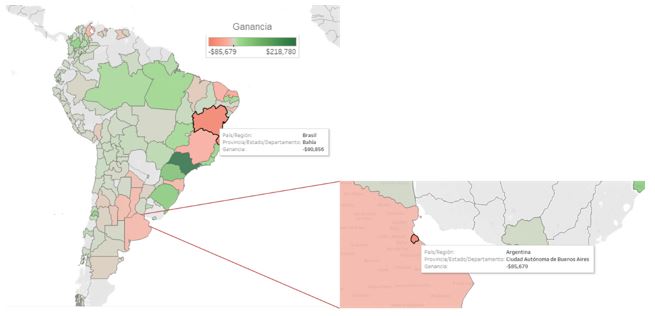 Ganancia
-$85,679 $218,780
País/Región: Brasil
Provincia/Estado/Departamento: Bahía
Ganancia: -$80,856
País/Región: Argentina
Provincia/Estado/Departamento: Ciudad Autónoma de Buenos Aires
Ganancia: -$85,679